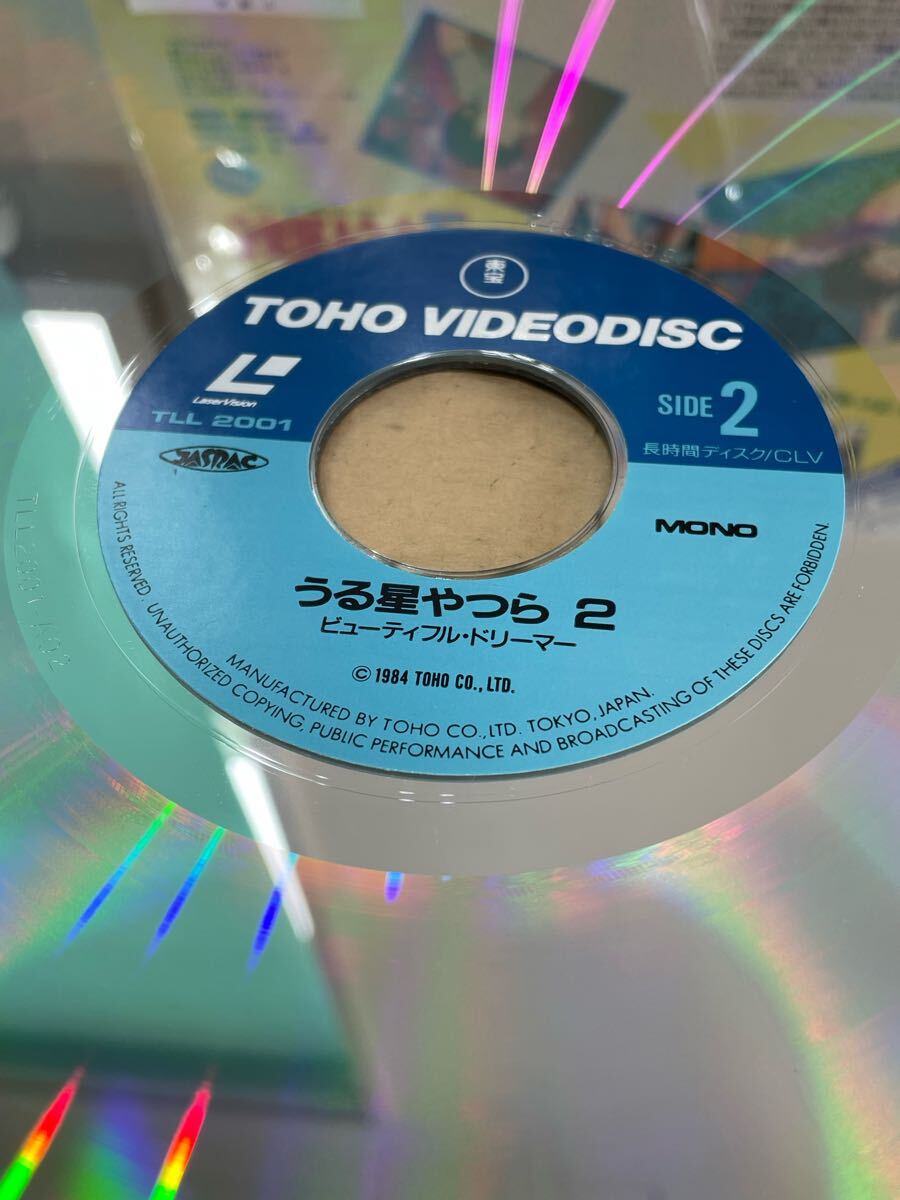 東宝
TOHO VIDEODISC
LaserVision
TLL 2001
SIDE 2
長時間ディスク/CLV
JASRAC
MONO
うる星やつら 2
ビューティフル・ドリーマー
© 1984 TOHO CO., LTD.
MANUFACTURED BY TOHO CO.,LTD. TOKYO, JAPAN.
ALL RIGHTS RESERVED. UNAUTHORIZED COPYING, PUBLIC PERFORMANCE AND BROADCASTING OF THESE DISCS ARE FORBIDDEN.